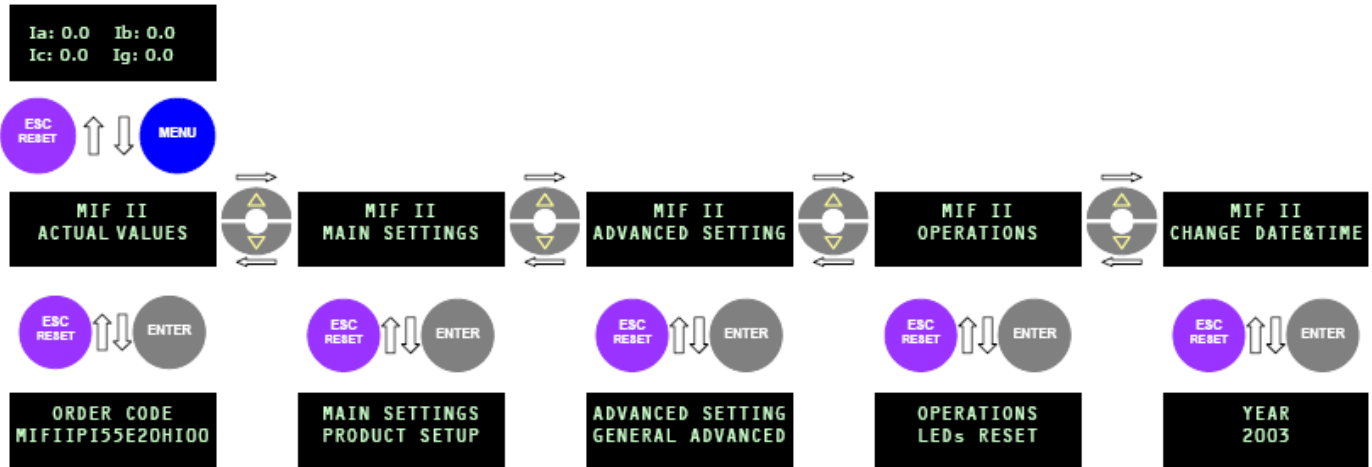 Ia: 0.0 Ib: 0.0
Ic: 0.0 Ig: 0.0
ESC RESET
MENU
MIF II
ACTUAL VALUES
MIF II
MAIN SETTINGS
MIF II
ADVANCED SETTING
MIF II
OPERATIONS
MIF II
CHANGE DATE&TIME
ESC RESET
ENTER
ESC RESET
ENTER
ESC RESET
ENTER
ESC RESET
ENTER
ESC RESET
ENTER
ORDER CODE
MIFIIPI55E20HI00
MAIN SETTINGS
PRODUCT SETUP
ADVANCED SETTING
GENERAL ADVANCED
OPERATIONS
LEDs RESET
YEAR
2003